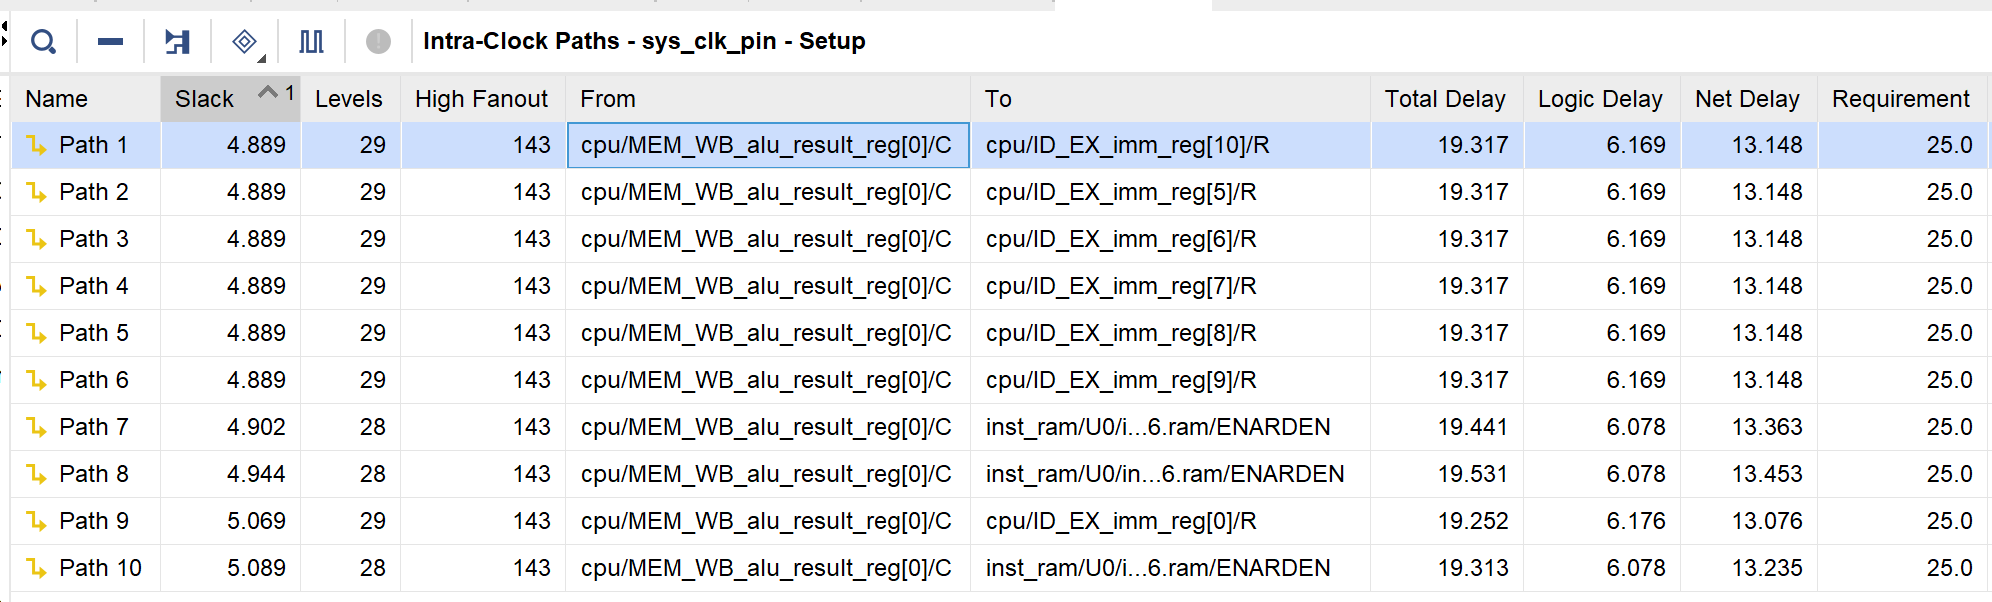 Intra-Clock Paths - sys_clk_pin - Setup
Name Slack 1 Levels High Fanout From To Total Delay Logic Delay Net Delay Requirement
Path 1 4.889 29 143 cpu/MEM_WB_alu_result_reg[0]/C cpu/ID_EX_imm_reg[10]/R 19.317 6.169 13.148 25.0
Path 2 4.889 29 143 cpu/MEM_WB_alu_result_reg[0]/C cpu/ID_EX_imm_reg[5]/R 19.317 6.169 13.148 25.0
Path 3 4.889 29 143 cpu/MEM_WB_alu_result_reg[0]/C cpu/ID_EX_imm_reg[6]/R 19.317 6.169 13.148 25.0
Path 4 4.889 29 143 cpu/MEM_WB_alu_result_reg[0]/C cpu/ID_EX_imm_reg[7]/R 19.317 6.169 13.148 25.0
Path 5 4.889 29 143 cpu/MEM_WB_alu_result_reg[0]/C cpu/ID_EX_imm_reg[8]/R 19.317 6.169 13.148 25.0
Path 6 4.889 29 143 cpu/MEM_WB_alu_result_reg[0]/C cpu/ID_EX_imm_reg[9]/R 19.317 6.169 13.148 25.0
Path 7 4.902 28 143 cpu/MEM_WB_alu_result_reg[0]/C inst_ram/U0/i...6.ram/ENARDEN 19.441 6.078 13.363 25.0
Path 8 4.944 28 143 cpu/MEM_WB_alu_result_reg[0]/C inst_ram/U0/in...6.ram/ENARDEN 19.531 6.078 13.453 25.0
Path 9 5.069 29 143 cpu/MEM_WB_alu_result_reg[0]/C cpu/ID_EX_imm_reg[0]/R 19.252 6.176 13.076 25.0
Path 10 5.089 28 143 cpu/MEM_WB_alu_result_reg[0]/C inst_ram/U0/i...6.ram/ENARDEN 19.313 6.078 13.235 25.0